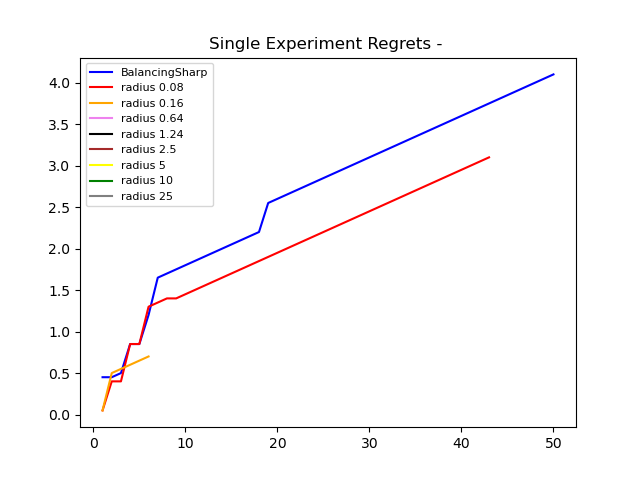 Single Experiment Regrets -
BalancingSharp
radius 0.08
radius 0.16
radius 0.64
radius 1.24
radius 2.5
radius 5
radius 10
radius 25
4.0
3.5
3.0
2.5
2.0
1.5
1.0
0.5
0.0
0 10 20 30 40 50